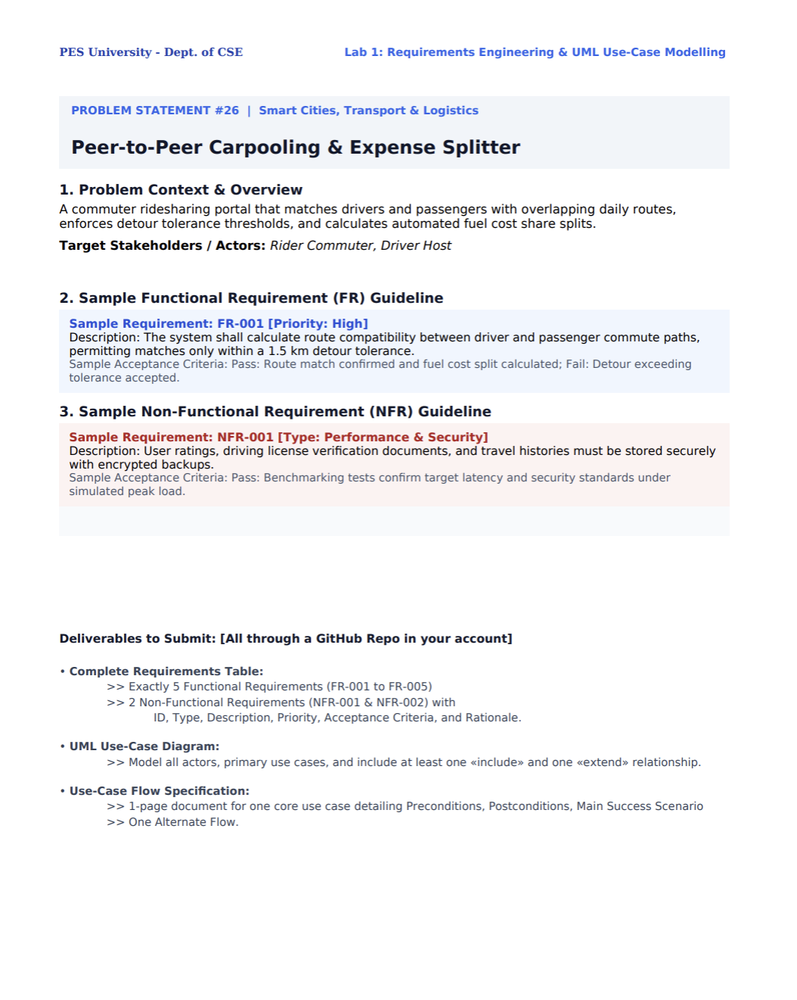 PES University - Dept. of CSE
Lab 1: Requirements Engineering & UML Use-Case Modelling
PROBLEM STATEMENT #26 | Smart Cities, Transport & Logistics
Peer-to-Peer Carpooling & Expense Splitter
1. Problem Context & Overview
A commuter ridesharing portal that matches drivers and passengers with overlapping daily routes,
enforces detour tolerance thresholds, and calculates automated fuel cost share splits.
Target Stakeholders / Actors: Rider Commuter, Driver Host
2. Sample Functional Requirement (FR) Guideline
Sample Requirement: FR-001 [Priority: High]
Description: The system shall calculate route compatibility between driver and passenger commute paths,
permitting matches only within a 1.5 km detour tolerance.
Sample Acceptance Criteria: Pass: Route match confirmed and fuel cost split calculated; Fail: Detour exceeding
tolerance accepted.
3. Sample Non-Functional Requirement (NFR) Guideline
Sample Requirement: NFR-001 [Type: Performance & Security]
Description: User ratings, driving license verification documents, and travel histories must be stored securely
with encrypted backups.
Sample Acceptance Criteria: Pass: Benchmarking tests confirm target latency and security standards under
simulated peak load.
Deliverables to Submit: [All through a GitHub Repo in your account]
• Complete Requirements Table:
>> Exactly 5 Functional Requirements (FR-001 to FR-005)
>> 2 Non-Functional Requirements (NFR-001 & NFR-002) with
ID, Type, Description, Priority, Acceptance Criteria, and Rationale.
• UML Use-Case Diagram:
>> Model all actors, primary use cases, and include at least one «include» and one «extend» relationship.
• Use-Case Flow Specification:
>> 1-page document for one core use case detailing Preconditions, Postconditions, Main Success Scenario
>> One Alternate Flow.